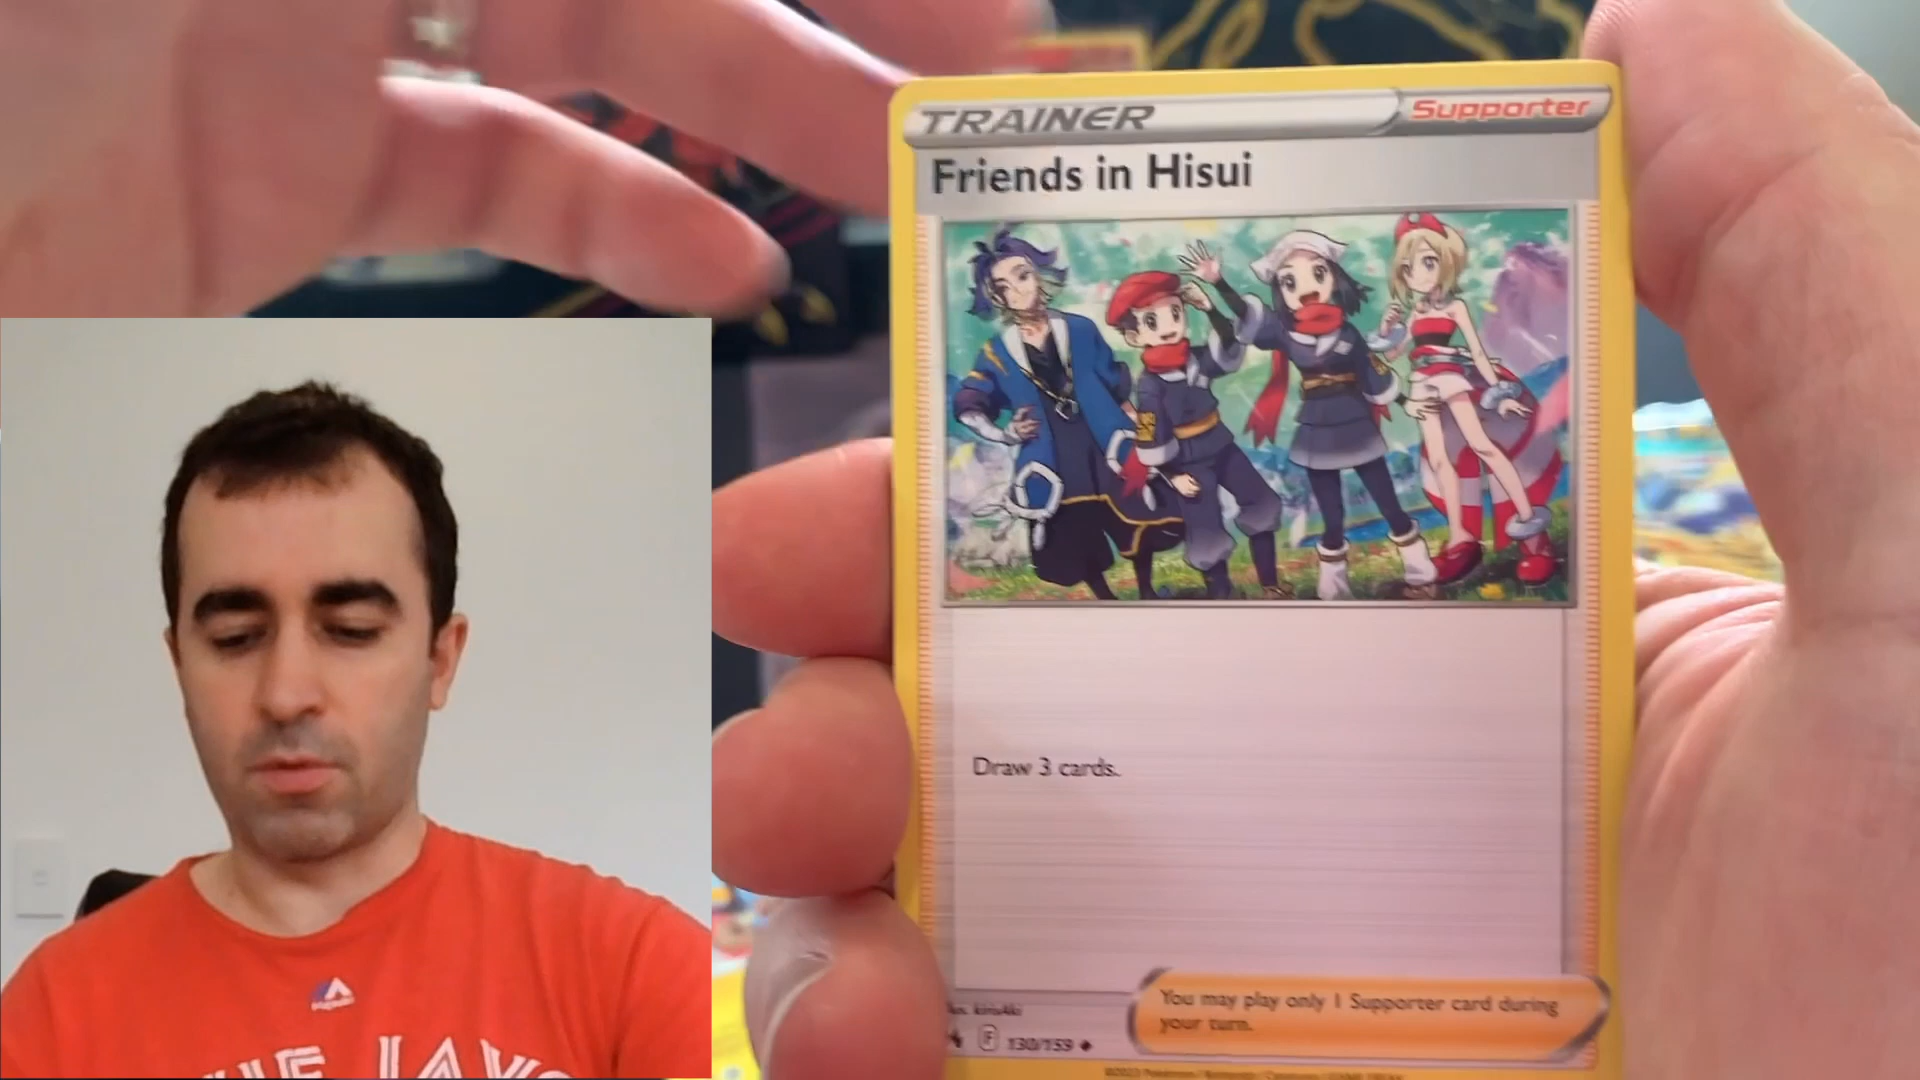 TRAINER Supporter
Friends in Hisui
Draw 3 cards.
You may play only 1 Supporter card during
your turn.
kirisAki
F 130/159